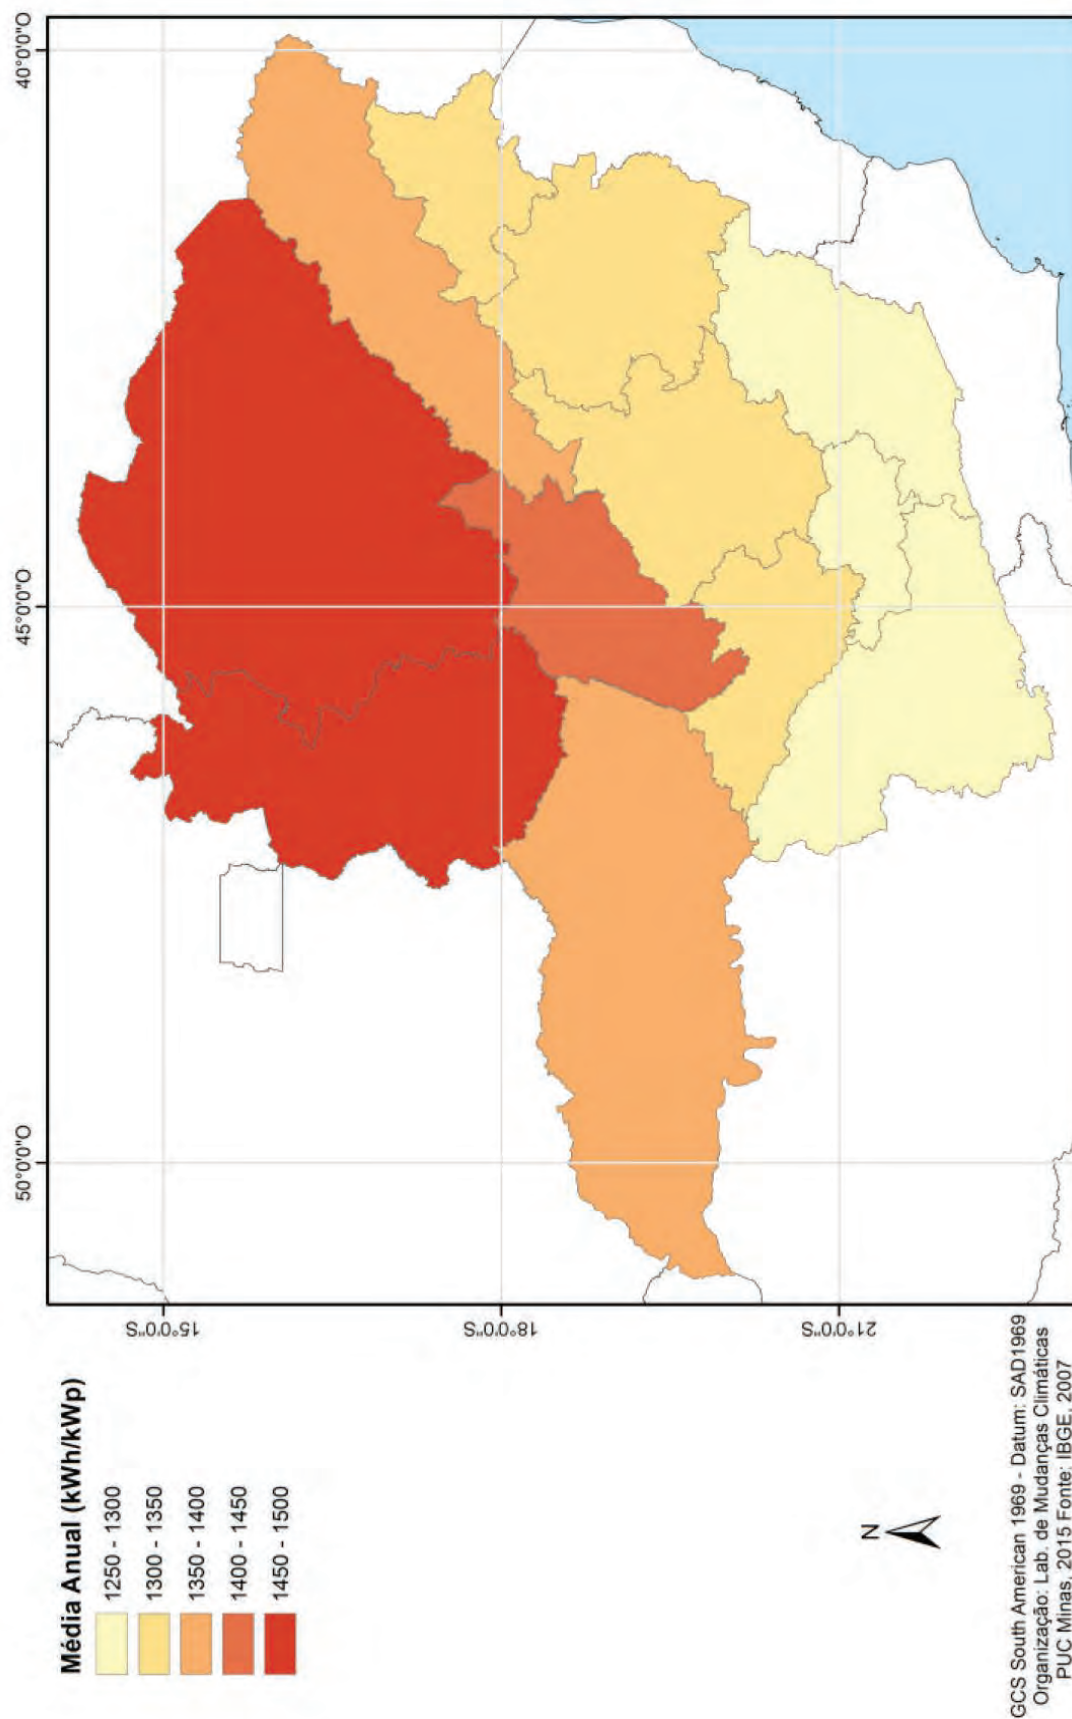 40°0'0"O
45°0'0"O
50°0'0"O
15°0'0"S
18°0'0"S
21°0'0"S
Média Anual (kWh/kWp)
1250 - 1300
1300 - 1350
1350 - 1400
1400 - 1450
1450 - 1500
N
GCS South American 1969 - Datum: SAD1969
Organização: Lab. de Mudanças Climáticas
PUC Minas, 2015 Fonte: IBGE, 2007